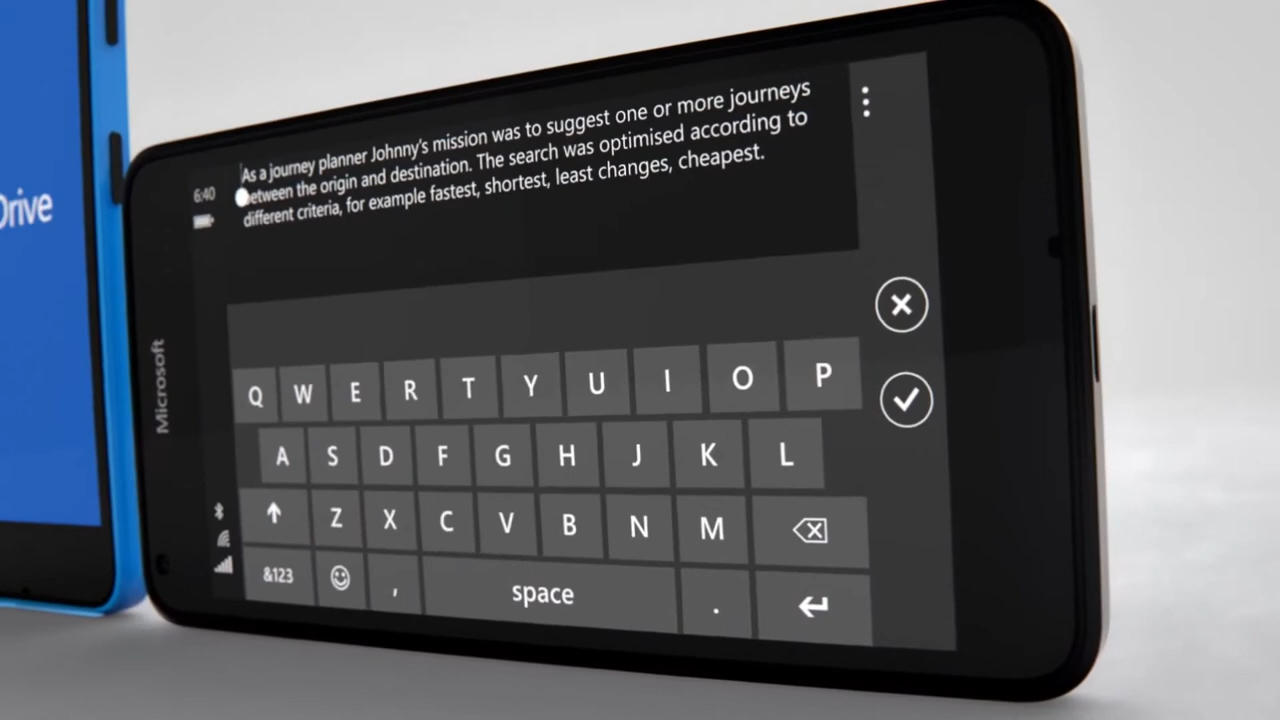 Drive
Microsoft
6:40
As a journey planner Johnny's mission was to suggest one or more journeys
between the origin and destination. The search was optimised according to
different criteria, for example fastest, shortest, least changes, cheapest.
Q W E R T Y U I O P
A S D F G H J K L
Z X C V B N M
&123 , space .